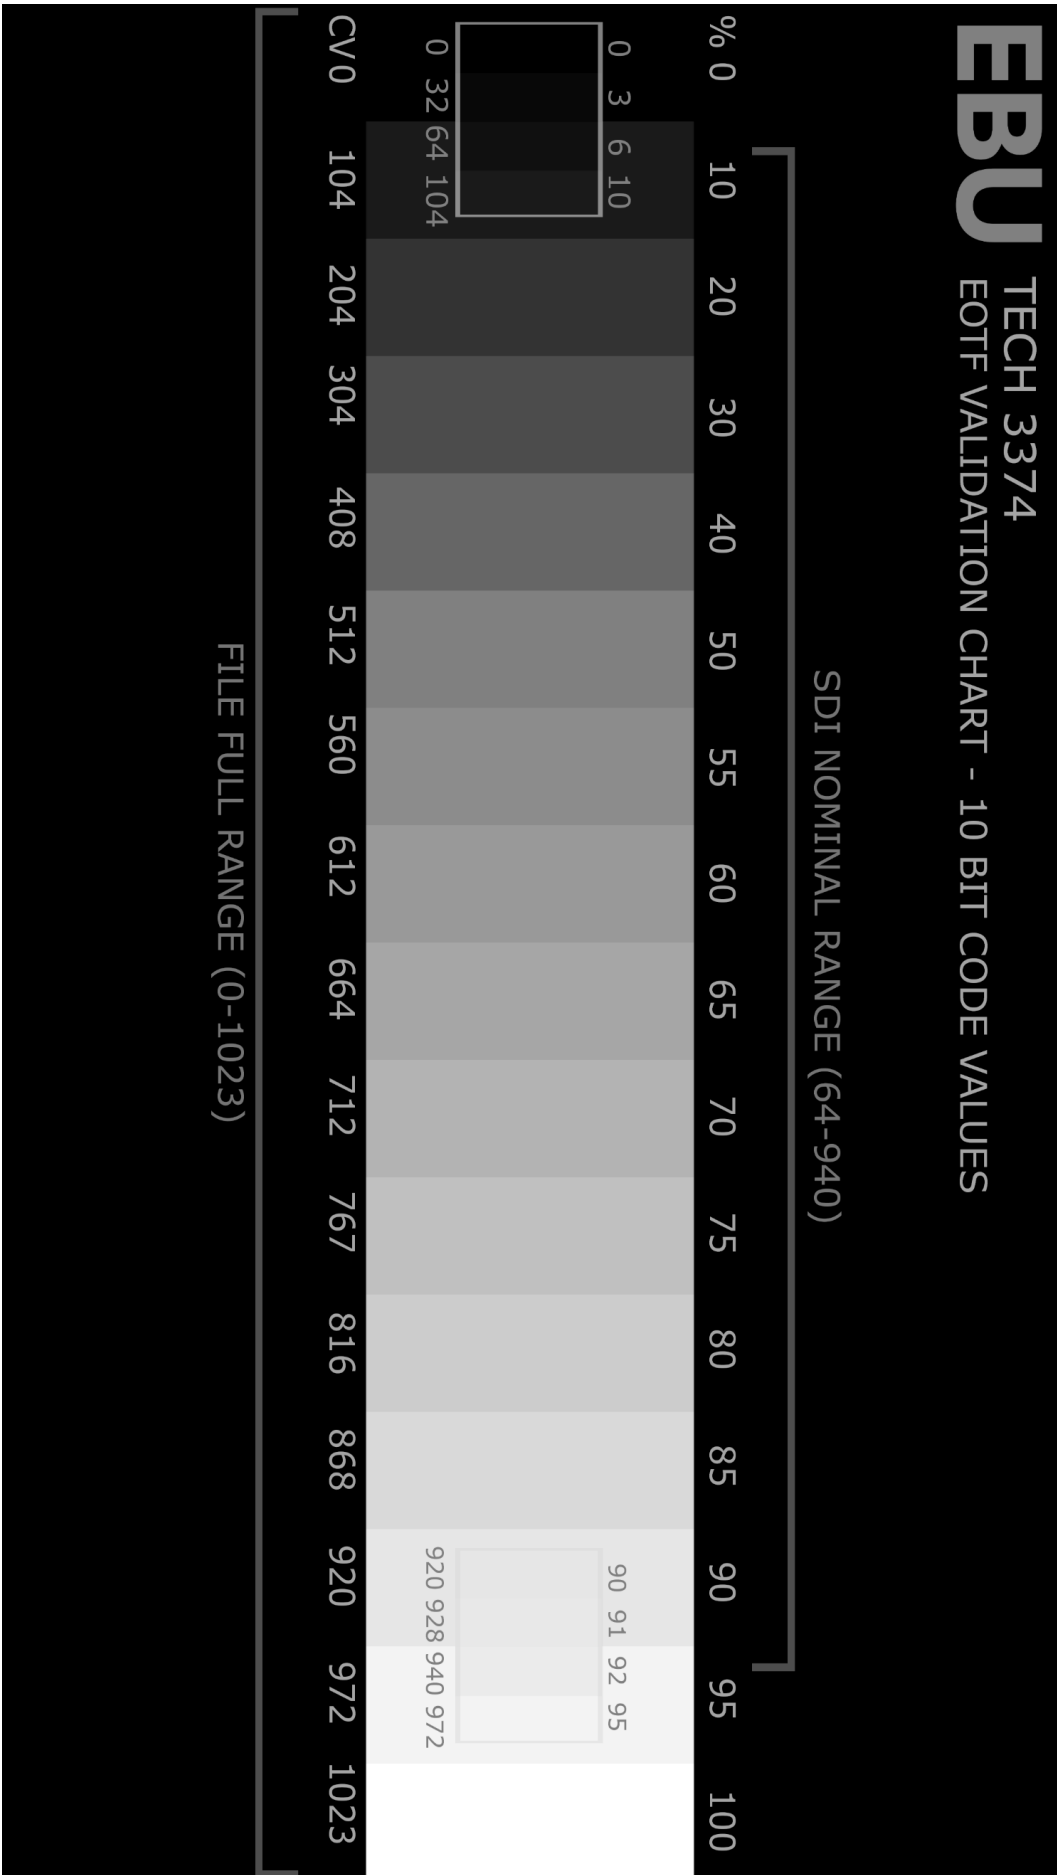 EBU
TECH 3374
EOTF VALIDATION CHART - 10 BIT CODE VALUES
SDI NOMINAL RANGE (64-940)
% 0 10 20 30 40 50 55 60 65 70 75 80 85 90 95 100
0 3 6 10
90 91 92 95
0 32 64 104
920 928 940 972
CV0 104 204 304 408 512 560 612 664 712 767 816 868 920 972 1023
FILE FULL RANGE (0-1023)